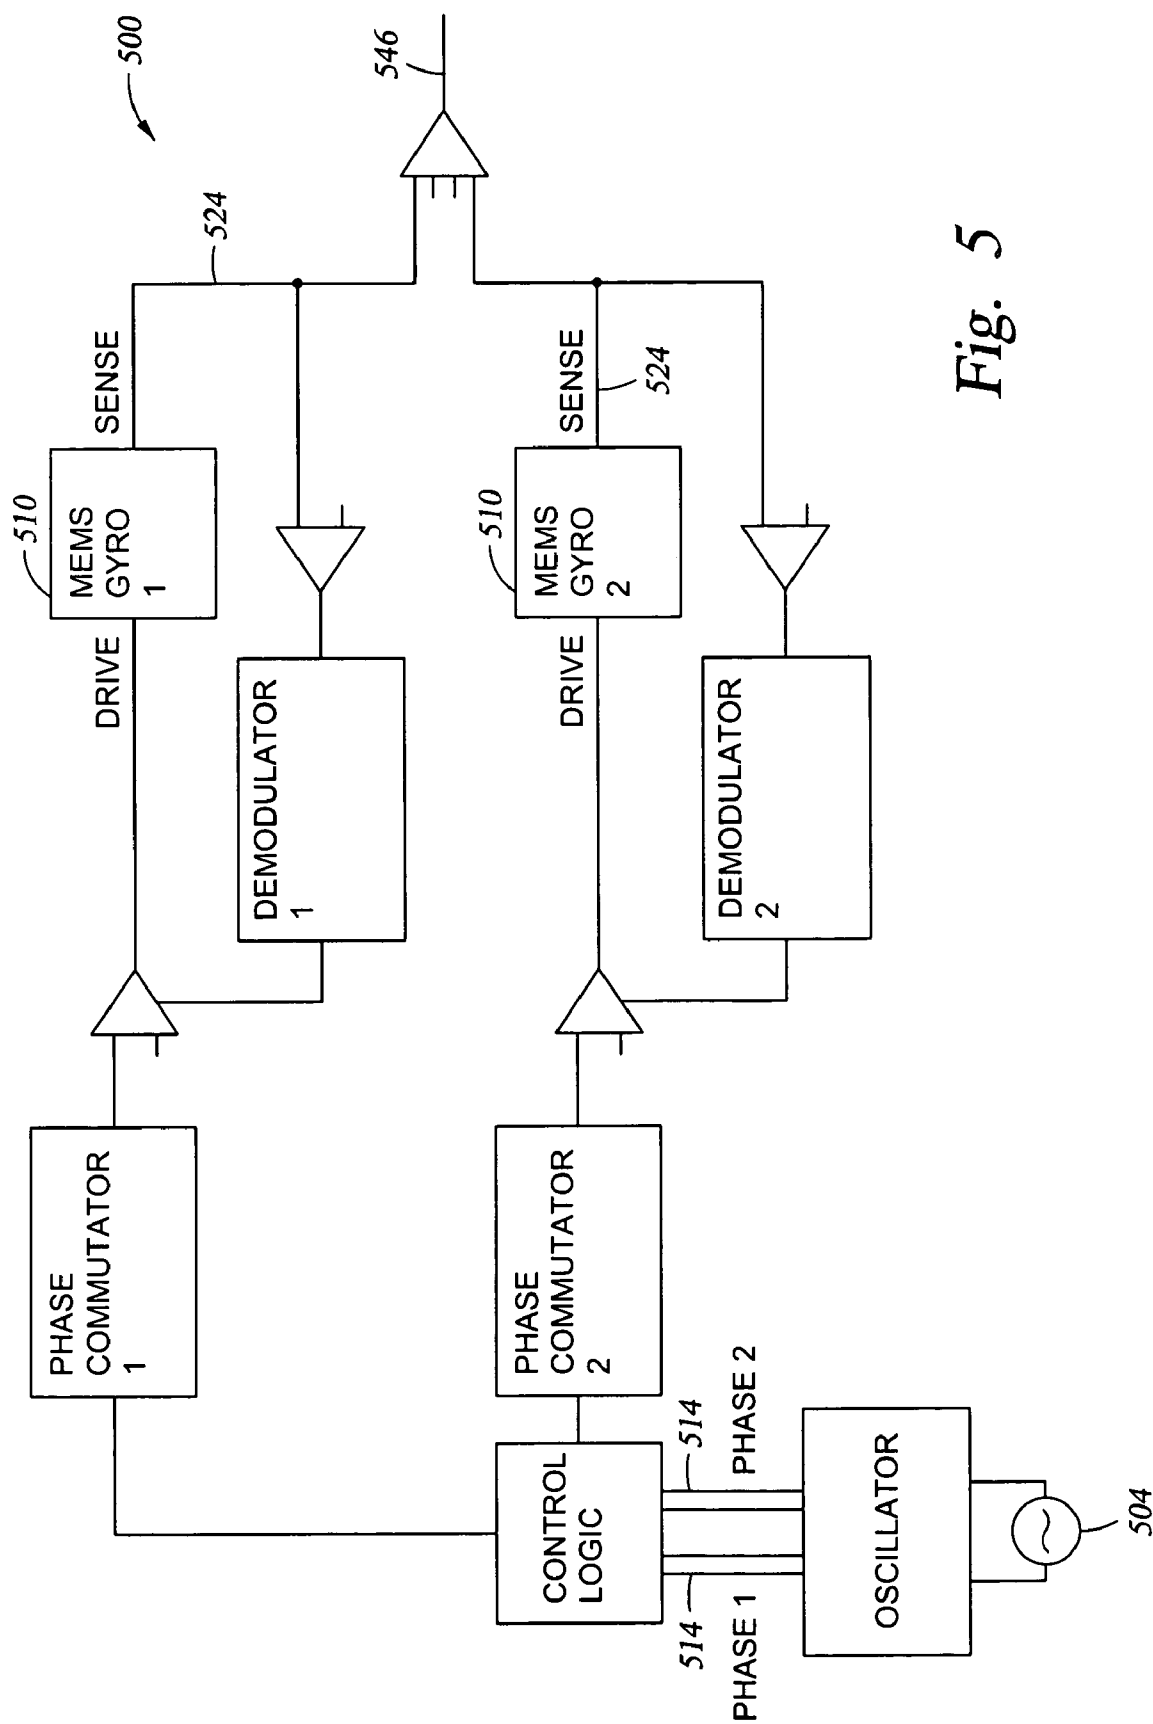 500
510
MEMS
GYRO
1
DRIVE
SENSE
524
546
PHASE
COMMUTATOR
1
DEMODULATOR
1
510
MEMS
GYRO
2
DRIVE
SENSE
524
PHASE
COMMUTATOR
2
DEMODULATOR
2
CONTROL
LOGIC
514
PHASE 1
514
PHASE 2
OSCILLATOR
504
Fig. 5